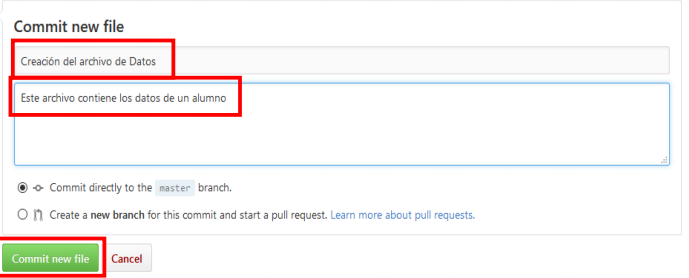 Commit new file
Creación del archivo de Datos
Este archivo contiene los datos de un alumno
Commit directly to the master branch.
Create a new branch for this commit and start a pull request. Learn more about pull requests.
Commit new file Cancel